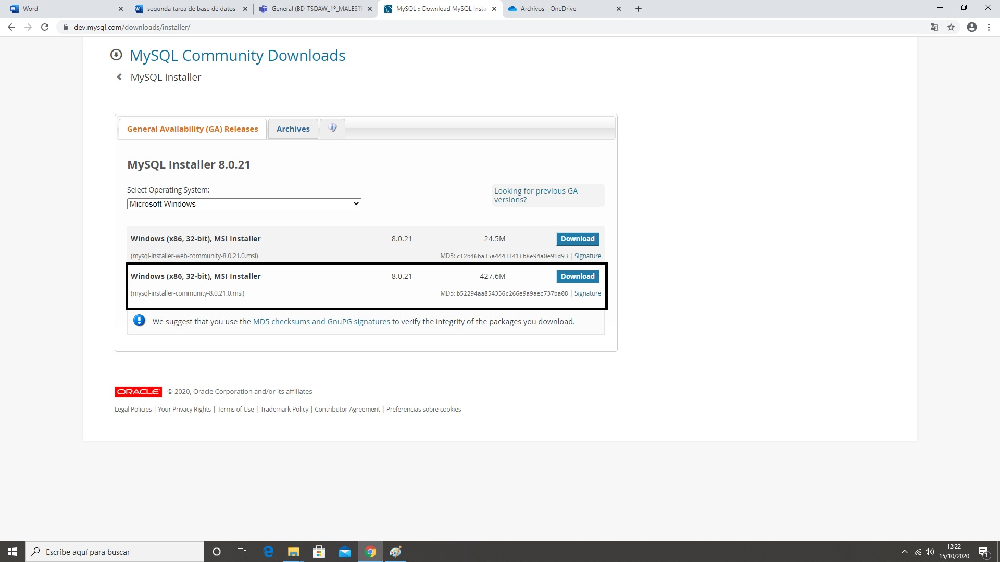 Word
segunda tarea de base de datos
General (BD-TSDAW_1º_MALESTE
MySQL :: Download MySQL Insta
Archivos - OneDrive
dev.mysql.com/downloads/installer/
MySQL Community Downloads
MySQL Installer
General Availability (GA) Releases
Archives
MySQL Installer 8.0.21
Select Operating System:
Looking for previous GA
versions?
Microsoft Windows
Windows (x86, 32-bit), MSI Installer 8.0.21 24.5M Download
(mysql-installer-web-community-8.0.21.0.msi) MD5: cf2b46ba35a4443f41fb8e94a0e91d93 | Signature
Windows (x86, 32-bit), MSI Installer 8.0.21 427.6M Download
(mysql-installer-community-8.0.21.0.msi) MD5: b52294aa854356c266e9a9aec737ba08 | Signature
We suggest that you use the MD5 checksums and GnuPG signatures to verify the integrity of the packages you download.
ORACLE © 2020, Oracle Corporation and/or its affiliates
Legal Policies | Your Privacy Rights | Terms of Use | Trademark Policy | Contributor Agreement | Preferencias sobre cookies
Escribe aquí para buscar
12:22
15/10/2020
1